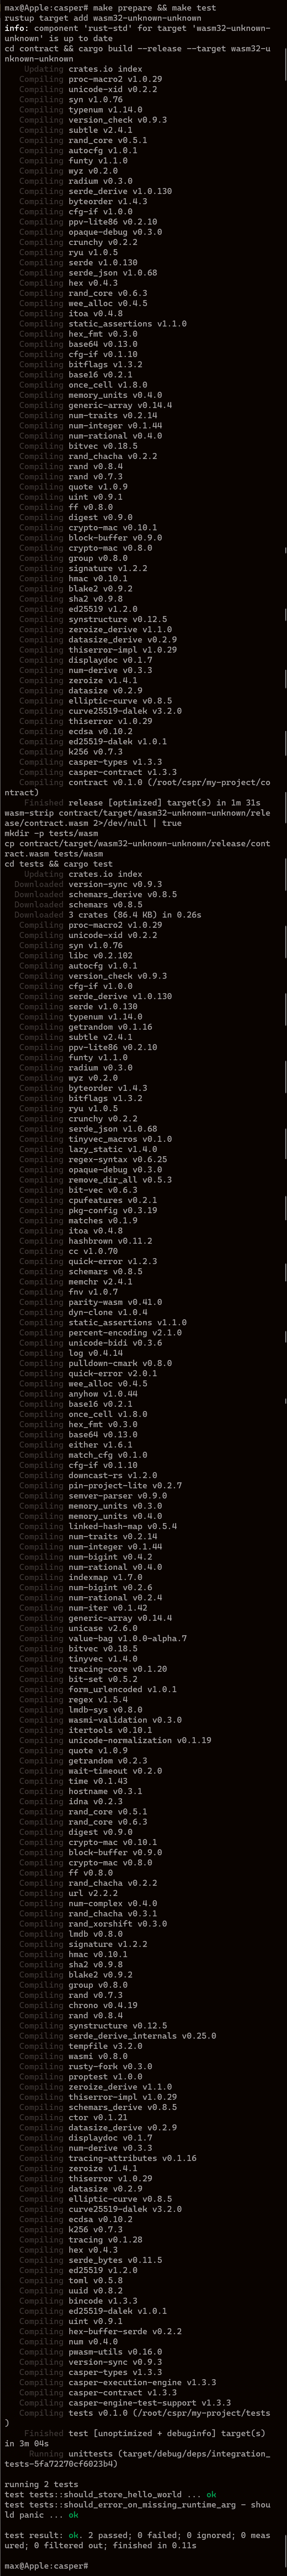 max@Apple:casper# make prepare && make test
rustup target add wasm32-unknown-unknown
info: component 'rust-std' for target 'wasm32-unknown-
unknown' is up to date
cd contract && cargo build --release --target wasm32-u
nknown-unknown
Updating crates.io index
Compiling proc-macro2 v1.0.29
Compiling unicode-xid v0.2.2
Compiling syn v1.0.76
Compiling typenum v1.14.0
Compiling version_check v0.9.3
Compiling subtle v2.4.1
Compiling rand_core v0.5.1
Compiling autocfg v1.0.1
Compiling funty v1.1.0
Compiling wyz v0.2.0
Compiling radium v0.3.0
Compiling serde_derive v1.0.130
Compiling byteorder v1.4.3
Compiling cfg-if v1.0.0
Compiling ppv-lite86 v0.2.10
Compiling opaque-debug v0.3.0
Compiling crunchy v0.2.2
Compiling ryu v1.0.5
Compiling serde v1.0.130
Compiling serde_json v1.0.68
Compiling hex v0.4.3
Compiling rand_core v0.6.3
Compiling wee_alloc v0.4.5
Compiling itoa v0.4.8
Compiling static_assertions v1.1.0
Compiling hex_fmt v0.3.0
Compiling base64 v0.13.0
Compiling cfg-if v0.1.10
Compiling bitflags v1.3.2
Compiling base16 v0.2.1
Compiling once_cell v1.8.0
Compiling memory_units v0.4.0
Compiling generic-array v0.14.4
Compiling num-traits v0.2.14
Compiling num-integer v0.1.44
Compiling num-rational v0.4.0
Compiling bitvec v0.18.5
Compiling rand_chacha v0.2.2
Compiling rand v0.8.4
Compiling rand v0.7.3
Compiling quote v1.0.9
Compiling uint v0.9.1
Compiling ff v0.8.0
Compiling digest v0.9.0
Compiling crypto-mac v0.10.1
Compiling block-buffer v0.9.0
Compiling crypto-mac v0.8.0
Compiling group v0.8.0
Compiling signature v1.2.2
Compiling hmac v0.10.1
Compiling blake2 v0.9.2
Compiling sha2 v0.9.8
Compiling ed25519 v1.2.0
Compiling synstructure v0.12.5
Compiling zeroize_derive v1.1.0
Compiling datasize_derive v0.2.9
Compiling thiserror-impl v1.0.29
Compiling displaydoc v0.1.7
Compiling num-derive v0.3.3
Compiling zeroize v1.4.1
Compiling datasize v0.2.9
Compiling elliptic-curve v0.8.5
Compiling curve25519-dalek v3.2.0
Compiling thiserror v1.0.29
Compiling ecdsa v0.10.2
Compiling ed25519-dalek v1.0.1
Compiling k256 v0.7.3
Compiling casper-types v1.3.3
Compiling casper-contract v1.3.3
Compiling contract v0.1.0 (/root/cspr/my-project/co
ntract)
Finished release [optimized] target(s) in 1m 31s
wasm-strip contract/target/wasm32-unknown-unknown/rele
ase/contract.wasm 2>/dev/null | true
mkdir -p tests/wasm
cp contract/target/wasm32-unknown-unknown/release/cont
ract.wasm tests/wasm
cd tests && cargo test
Updating crates.io index
Downloaded version-sync v0.9.3
Downloaded schemars_derive v0.8.5
Downloaded schemars v0.8.5
Downloaded 3 crates (86.4 KB) in 0.26s
Compiling proc-macro2 v1.0.29
Compiling unicode-xid v0.2.2
Compiling syn v1.0.76
Compiling libc v0.2.102
Compiling autocfg v1.0.1
Compiling version_check v0.9.3
Compiling cfg-if v1.0.0
Compiling serde_derive v1.0.130
Compiling serde v1.0.130
Compiling typenum v1.14.0
Compiling getrandom v0.1.16
Compiling subtle v2.4.1
Compiling ppv-lite86 v0.2.10
Compiling funty v1.1.0
Compiling radium v0.3.0
Compiling wyz v0.2.0
Compiling byteorder v1.4.3
Compiling bitflags v1.3.2
Compiling ryu v1.0.5
Compiling crunchy v0.2.2
Compiling serde_json v1.0.68
Compiling tinyvec_macros v0.1.0
Compiling lazy_static v1.4.0
Compiling regex-syntax v0.6.25
Compiling opaque-debug v0.3.0
Compiling remove_dir_all v0.5.3
Compiling bit-vec v0.6.3
Compiling cpufeatures v0.2.1
Compiling pkg-config v0.3.19
Compiling matches v0.1.9
Compiling itoa v0.4.8
Compiling hashbrown v0.11.2
Compiling cc v1.0.70
Compiling quick-error v1.2.3
Compiling schemars v0.8.5
Compiling memchr v2.4.1
Compiling fnv v1.0.7
Compiling parity-wasm v0.41.0
Compiling dyn-clone v1.0.4
Compiling static_assertions v1.1.0
Compiling percent-encoding v2.1.0
Compiling unicode-bidi v0.3.6
Compiling log v0.4.14
Compiling pulldown-cmark v0.8.0
Compiling quick-error v2.0.1
Compiling wee_alloc v0.4.5
Compiling anyhow v1.0.44
Compiling base16 v0.2.1
Compiling once_cell v1.8.0
Compiling hex_fmt v0.3.0
Compiling base64 v0.13.0
Compiling either v1.6.1
Compiling match_cfg v0.1.0
Compiling cfg-if v0.1.10
Compiling downcast-rs v1.2.0
Compiling pin-project-lite v0.2.7
Compiling semver-parser v0.9.0
Compiling memory_units v0.3.0
Compiling memory_units v0.4.0
Compiling linked-hash-map v0.5.4
Compiling num-traits v0.2.14
Compiling num-integer v0.1.44
Compiling num-bigint v0.4.2
Compiling num-rational v0.4.0
Compiling indexmap v1.7.0
Compiling num-bigint v0.2.6
Compiling num-rational v0.2.4
Compiling num-iter v0.1.42
Compiling generic-array v0.14.4
Compiling unicase v2.6.0
Compiling value-bag v1.0.0-alpha.7
Compiling bitvec v0.18.5
Compiling tinyvec v1.4.0
Compiling tracing-core v0.1.20
Compiling bit-set v0.5.2
Compiling form_urlencoded v1.0.1
Compiling regex v1.5.4
Compiling lmdb-sys v0.8.0
Compiling wasmi-validation v0.3.0
Compiling itertools v0.10.1
Compiling unicode-normalization v0.1.19
Compiling quote v1.0.9
Compiling getrandom v0.2.3
Compiling wait-timeout v0.2.0
Compiling time v0.1.43
Compiling hostname v0.3.1
Compiling idna v0.2.3
Compiling rand_core v0.5.1
Compiling rand_core v0.6.3
Compiling digest v0.9.0
Compiling crypto-mac v0.10.1
Compiling block-buffer v0.9.0
Compiling crypto-mac v0.8.0
Compiling ff v0.8.0
Compiling rand_chacha v0.2.2
Compiling url v2.2.2
Compiling num-complex v0.4.0
Compiling rand_chacha v0.3.1
Compiling rand_xorshift v0.3.0
Compiling lmdb v0.8.0
Compiling signature v1.2.2
Compiling hmac v0.10.1
Compiling sha2 v0.9.8
Compiling blake2 v0.9.2
Compiling group v0.8.0
Compiling rand v0.7.3
Compiling chrono v0.4.19
Compiling rand v0.8.4
Compiling synstructure v0.12.5
Compiling serde_derive_internals v0.25.0
Compiling tempfile v3.2.0
Compiling wasmi v0.8.0
Compiling rusty-fork v0.3.0
Compiling proptest v1.0.0
Compiling zeroize_derive v1.1.0
Compiling thiserror-impl v1.0.29
Compiling schemars_derive v0.8.5
Compiling ctor v0.1.21
Compiling datasize_derive v0.2.9
Compiling displaydoc v0.1.7
Compiling num-derive v0.3.3
Compiling tracing-attributes v0.1.16
Compiling zeroize v1.4.1
Compiling thiserror v1.0.29
Compiling datasize v0.2.9
Compiling elliptic-curve v0.8.5
Compiling curve25519-dalek v3.2.0
Compiling ecdsa v0.10.2
Compiling k256 v0.7.3
Compiling tracing v0.1.28
Compiling hex v0.4.3
Compiling serde_bytes v0.11.5
Compiling ed25519 v1.2.0
Compiling toml v0.5.8
Compiling uuid v0.8.2
Compiling bincode v1.3.3
Compiling ed25519-dalek v1.0.1
Compiling uint v0.9.1
Compiling hex-buffer-serde v0.2.2
Compiling num v0.4.0
Compiling pwasm-utils v0.16.0
Compiling version-sync v0.9.3
Compiling casper-types v1.3.3
Compiling casper-execution-engine v1.3.3
Compiling casper-contract v1.3.3
Compiling casper-engine-test-support v1.3.3
Compiling tests v0.1.0 (/root/cspr/my-project/tests
)
Finished test [unoptimized + debuginfo] target(s)
in 3m 04s
Running unittests (target/debug/deps/integration_
tests-5fa72270cf6023b4)

running 2 tests
test tests::should_store_hello_world ... ok
test tests::should_error_on_missing_runtime_arg - shou
ld panic ... ok

test result: ok. 2 passed; 0 failed; 0 ignored; 0 meas
ured; 0 filtered out; finished in 0.11s

max@Apple:casper#